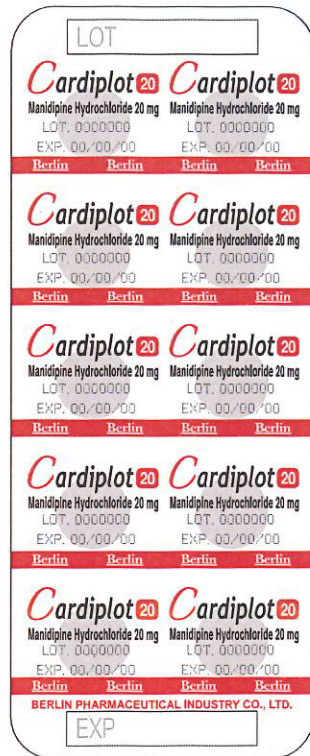 LOT
Cardiplot 20 Cardiplot 20
Manidipine Hydrochloride 20 mg Manidipine Hydrochloride 20 mg
LOT. 0000000 LOT. 0000000
EXP. 00/00/00 EXP. 00/00/00
Berlin Berlin Berlin Berlin
Cardiplot 20 Cardiplot 20
Manidipine Hydrochloride 20 mg Manidipine Hydrochloride 20 mg
LOT. 0000000 LOT. 0000000
EXP. 00/00/00 EXP. 00/00/00
Berlin Berlin Berlin Berlin
Cardiplot 20 Cardiplot 20
Manidipine Hydrochloride 20 mg Manidipine Hydrochloride 20 mg
LOT. 0000000 LOT. 0000000
EXP. 00/00/00 EXP. 00/00/00
Berlin Berlin Berlin Berlin
Cardiplot 20 Cardiplot 20
Manidipine Hydrochloride 20 mg Manidipine Hydrochloride 20 mg
LOT. 0000000 LOT. 0000000
EXP. 00/00/00 EXP. 00/00/00
Berlin Berlin Berlin Berlin
Cardiplot 20 Cardiplot 20
Manidipine Hydrochloride 20 mg Manidipine Hydrochloride 20 mg
LOT. 0000000 LOT. 0000000
EXP. 00/00/00 EXP. 00/00/00
Berlin Berlin Berlin Berlin
BERLIN PHARMACEUTICAL INDUSTRY CO., LTD.
EXP